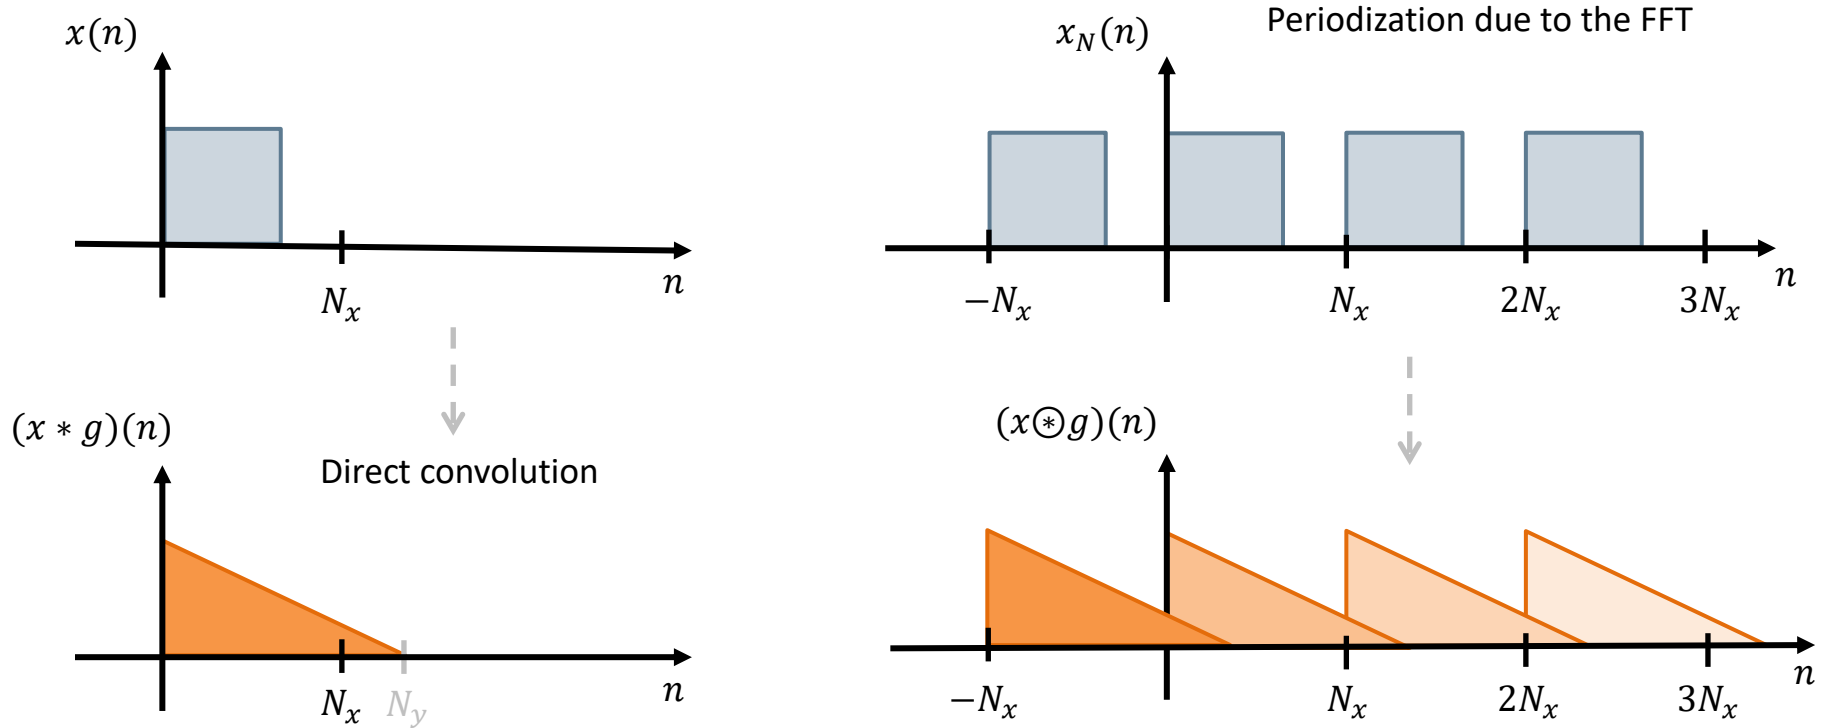 x(n)
n
N_x
(x ∗ g)(n)
Direct convolution
N_x N_y
n
Periodization due to the FFT
x_N(n)
n
−N_x N_x 2N_x 3N_x
(x⊛g)(n)
n
−N_x N_x 2N_x 3N_x